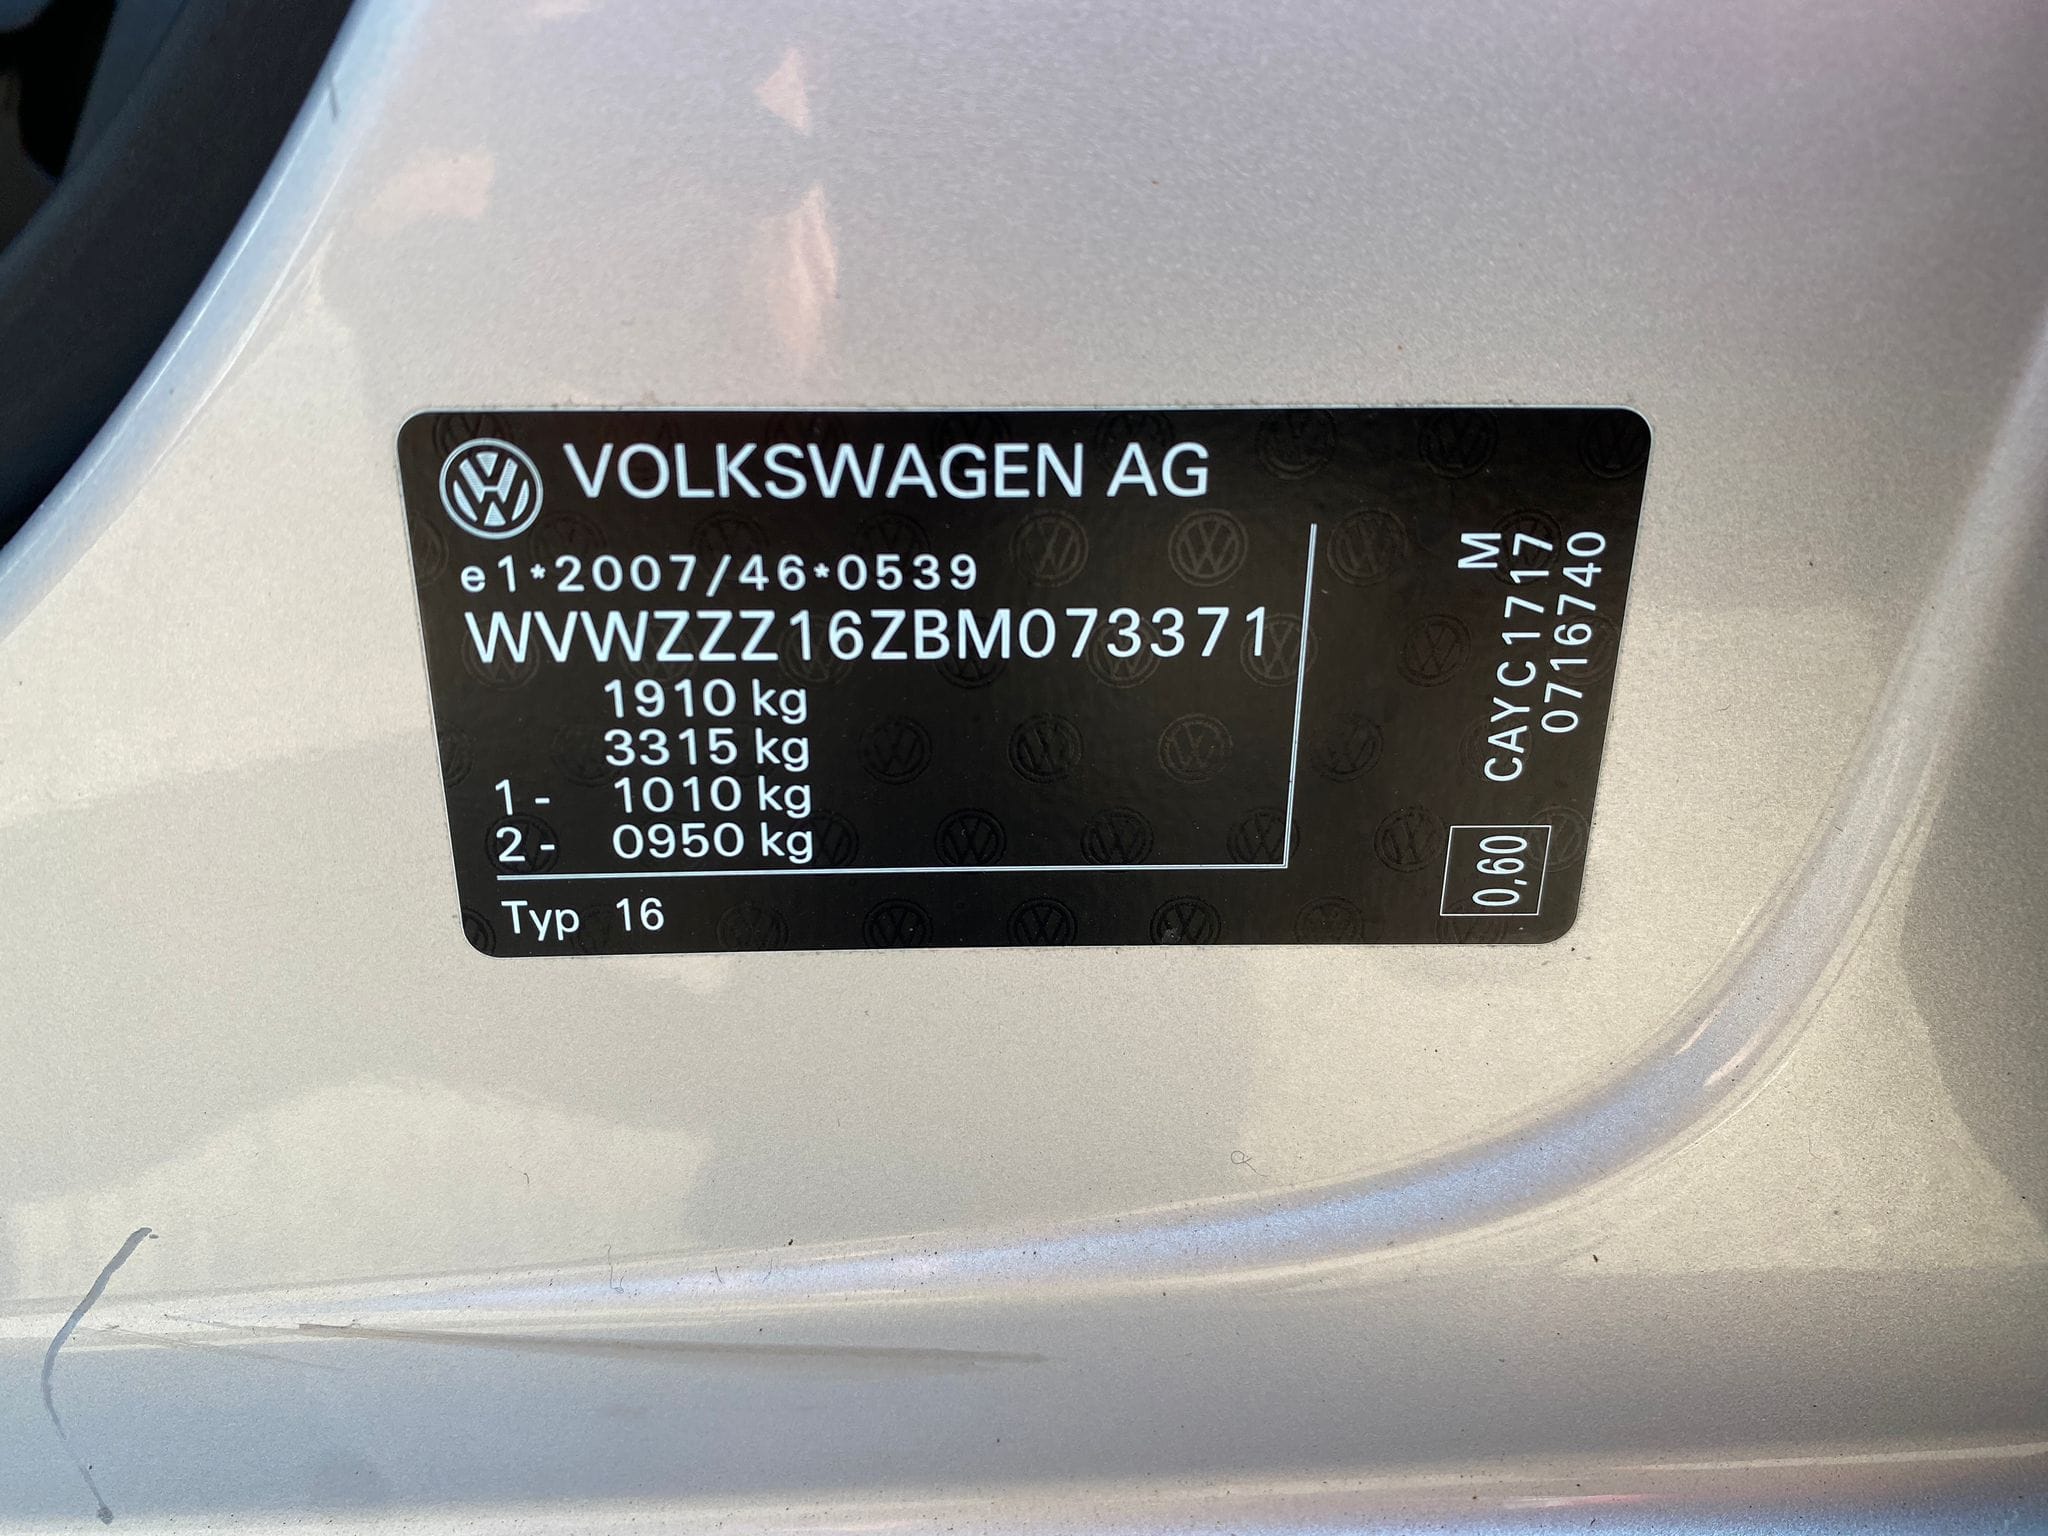 VOLKSWAGEN AG
e1*2007/46*0539
WVWZZZ16ZBM073371
1910 kg
3315 kg
1- 1010 kg
2- 0950 kg
Typ 16
M
CAYC1717
0716740
0,60